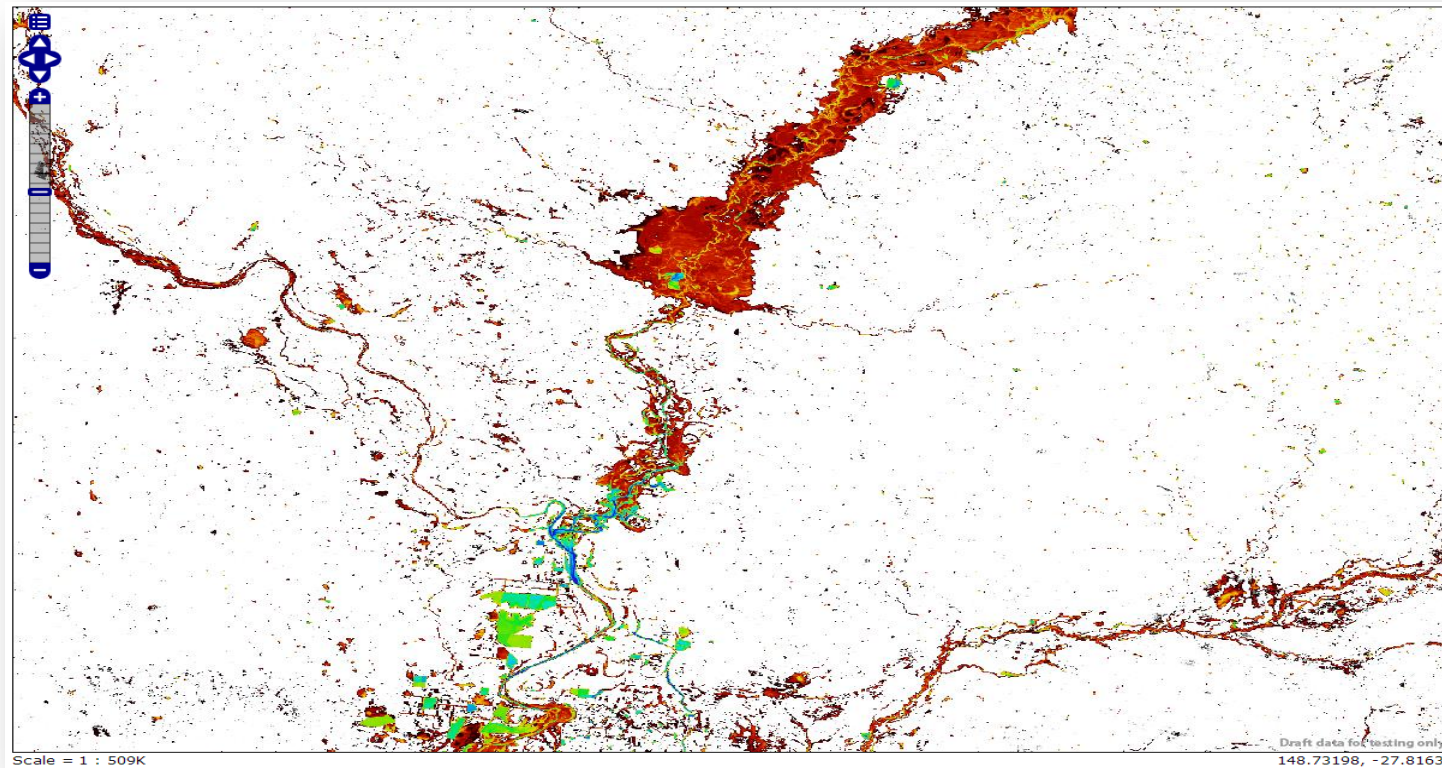 Draft data for testing only
Scale = 1 : 509K
148.73198, -27.8163